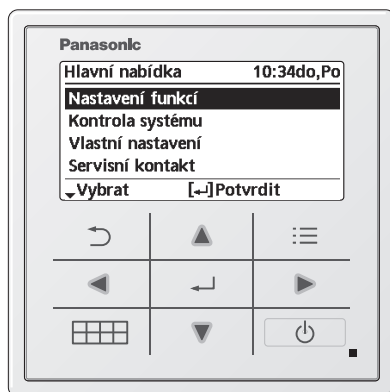 Panasonic
Hlavní nabídka 10:34do,Po
Nastavení funkcí
Kontrola systému
Vlastní nastavení
Servisní kontakt
Vybrat [↵]Potvrdit